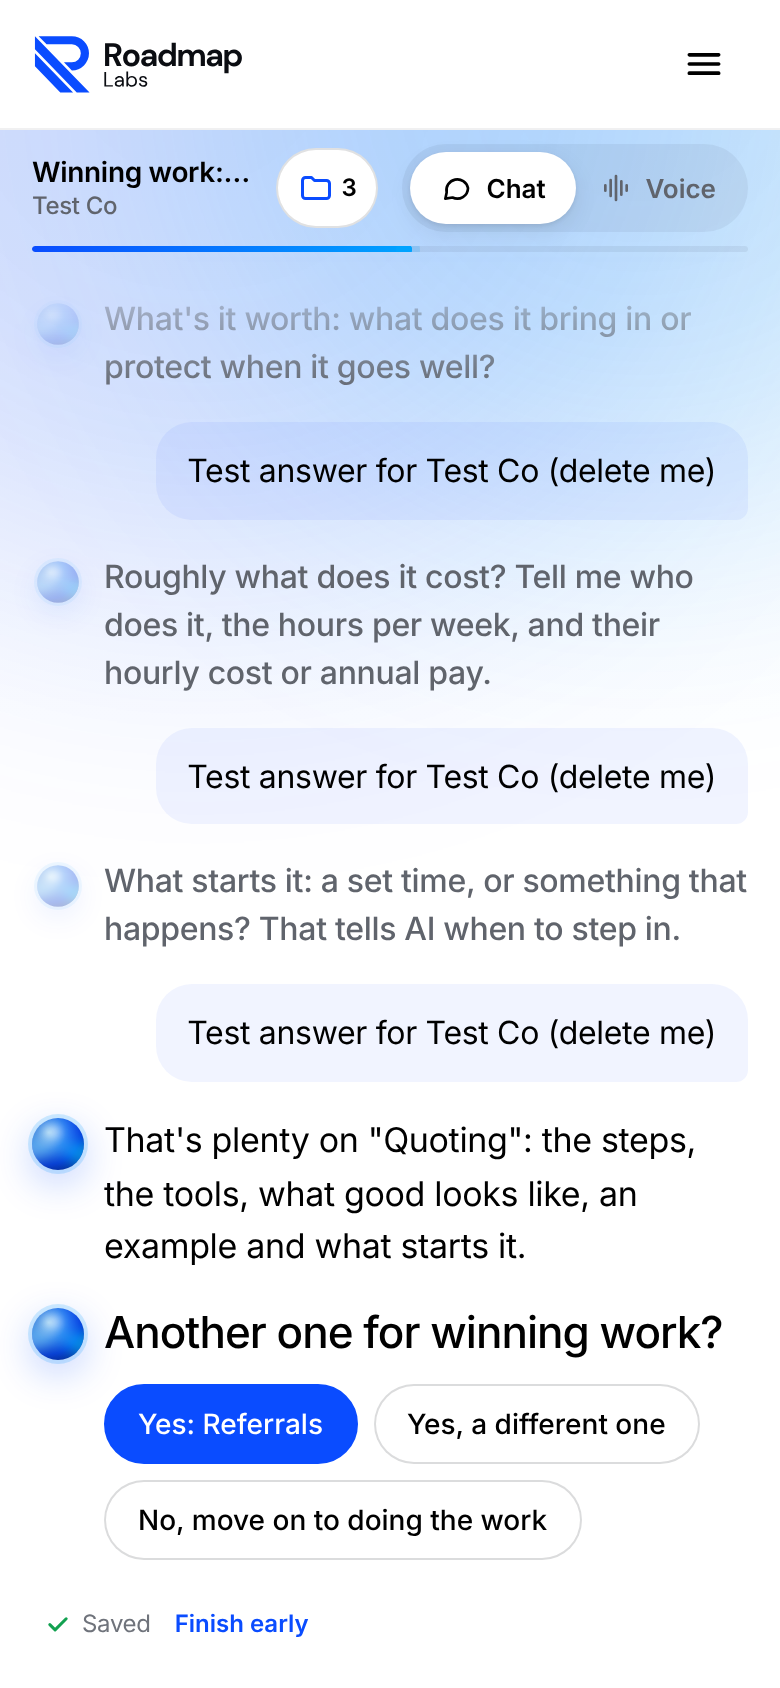 Roadmap
Labs
Winning work:...
Test Co
3
Chat
Voice
What's it worth: what does it bring in or
protect when it goes well?
Test answer for Test Co (delete me)
Roughly what does it cost? Tell me who
does it, the hours per week, and their
hourly cost or annual pay.
Test answer for Test Co (delete me)
What starts it: a set time, or something that
happens? That tells AI when to step in.
Test answer for Test Co (delete me)
That's plenty on "Quoting": the steps,
the tools, what good looks like, an
example and what starts it.
Another one for winning work?
Yes: Referrals
Yes, a different one
No, move on to doing the work
Saved
Finish early